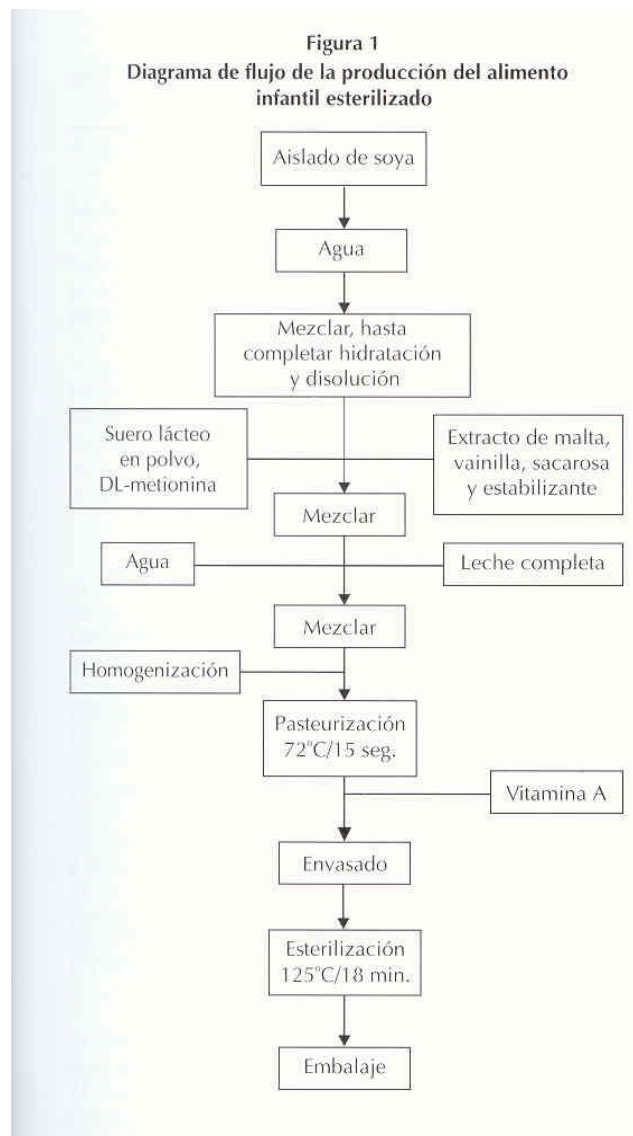 Figura 1
Diagrama de flujo de la producción del alimento
infantil esterilizado
Aislado de soya
Agua
Mezclar, hasta
completar hidratación
y disolución
Suero lácteo
en polvo,
DL-metionina
Extracto de malta,
vainilla, sacarosa
y estabilizante
Mezclar
Agua
Leche completa
Mezclar
Homogenización
Pasteurización
72°C/15 seg.
Vitamina A
Envasado
Esterilización
125°C/18 min.
Embalaje